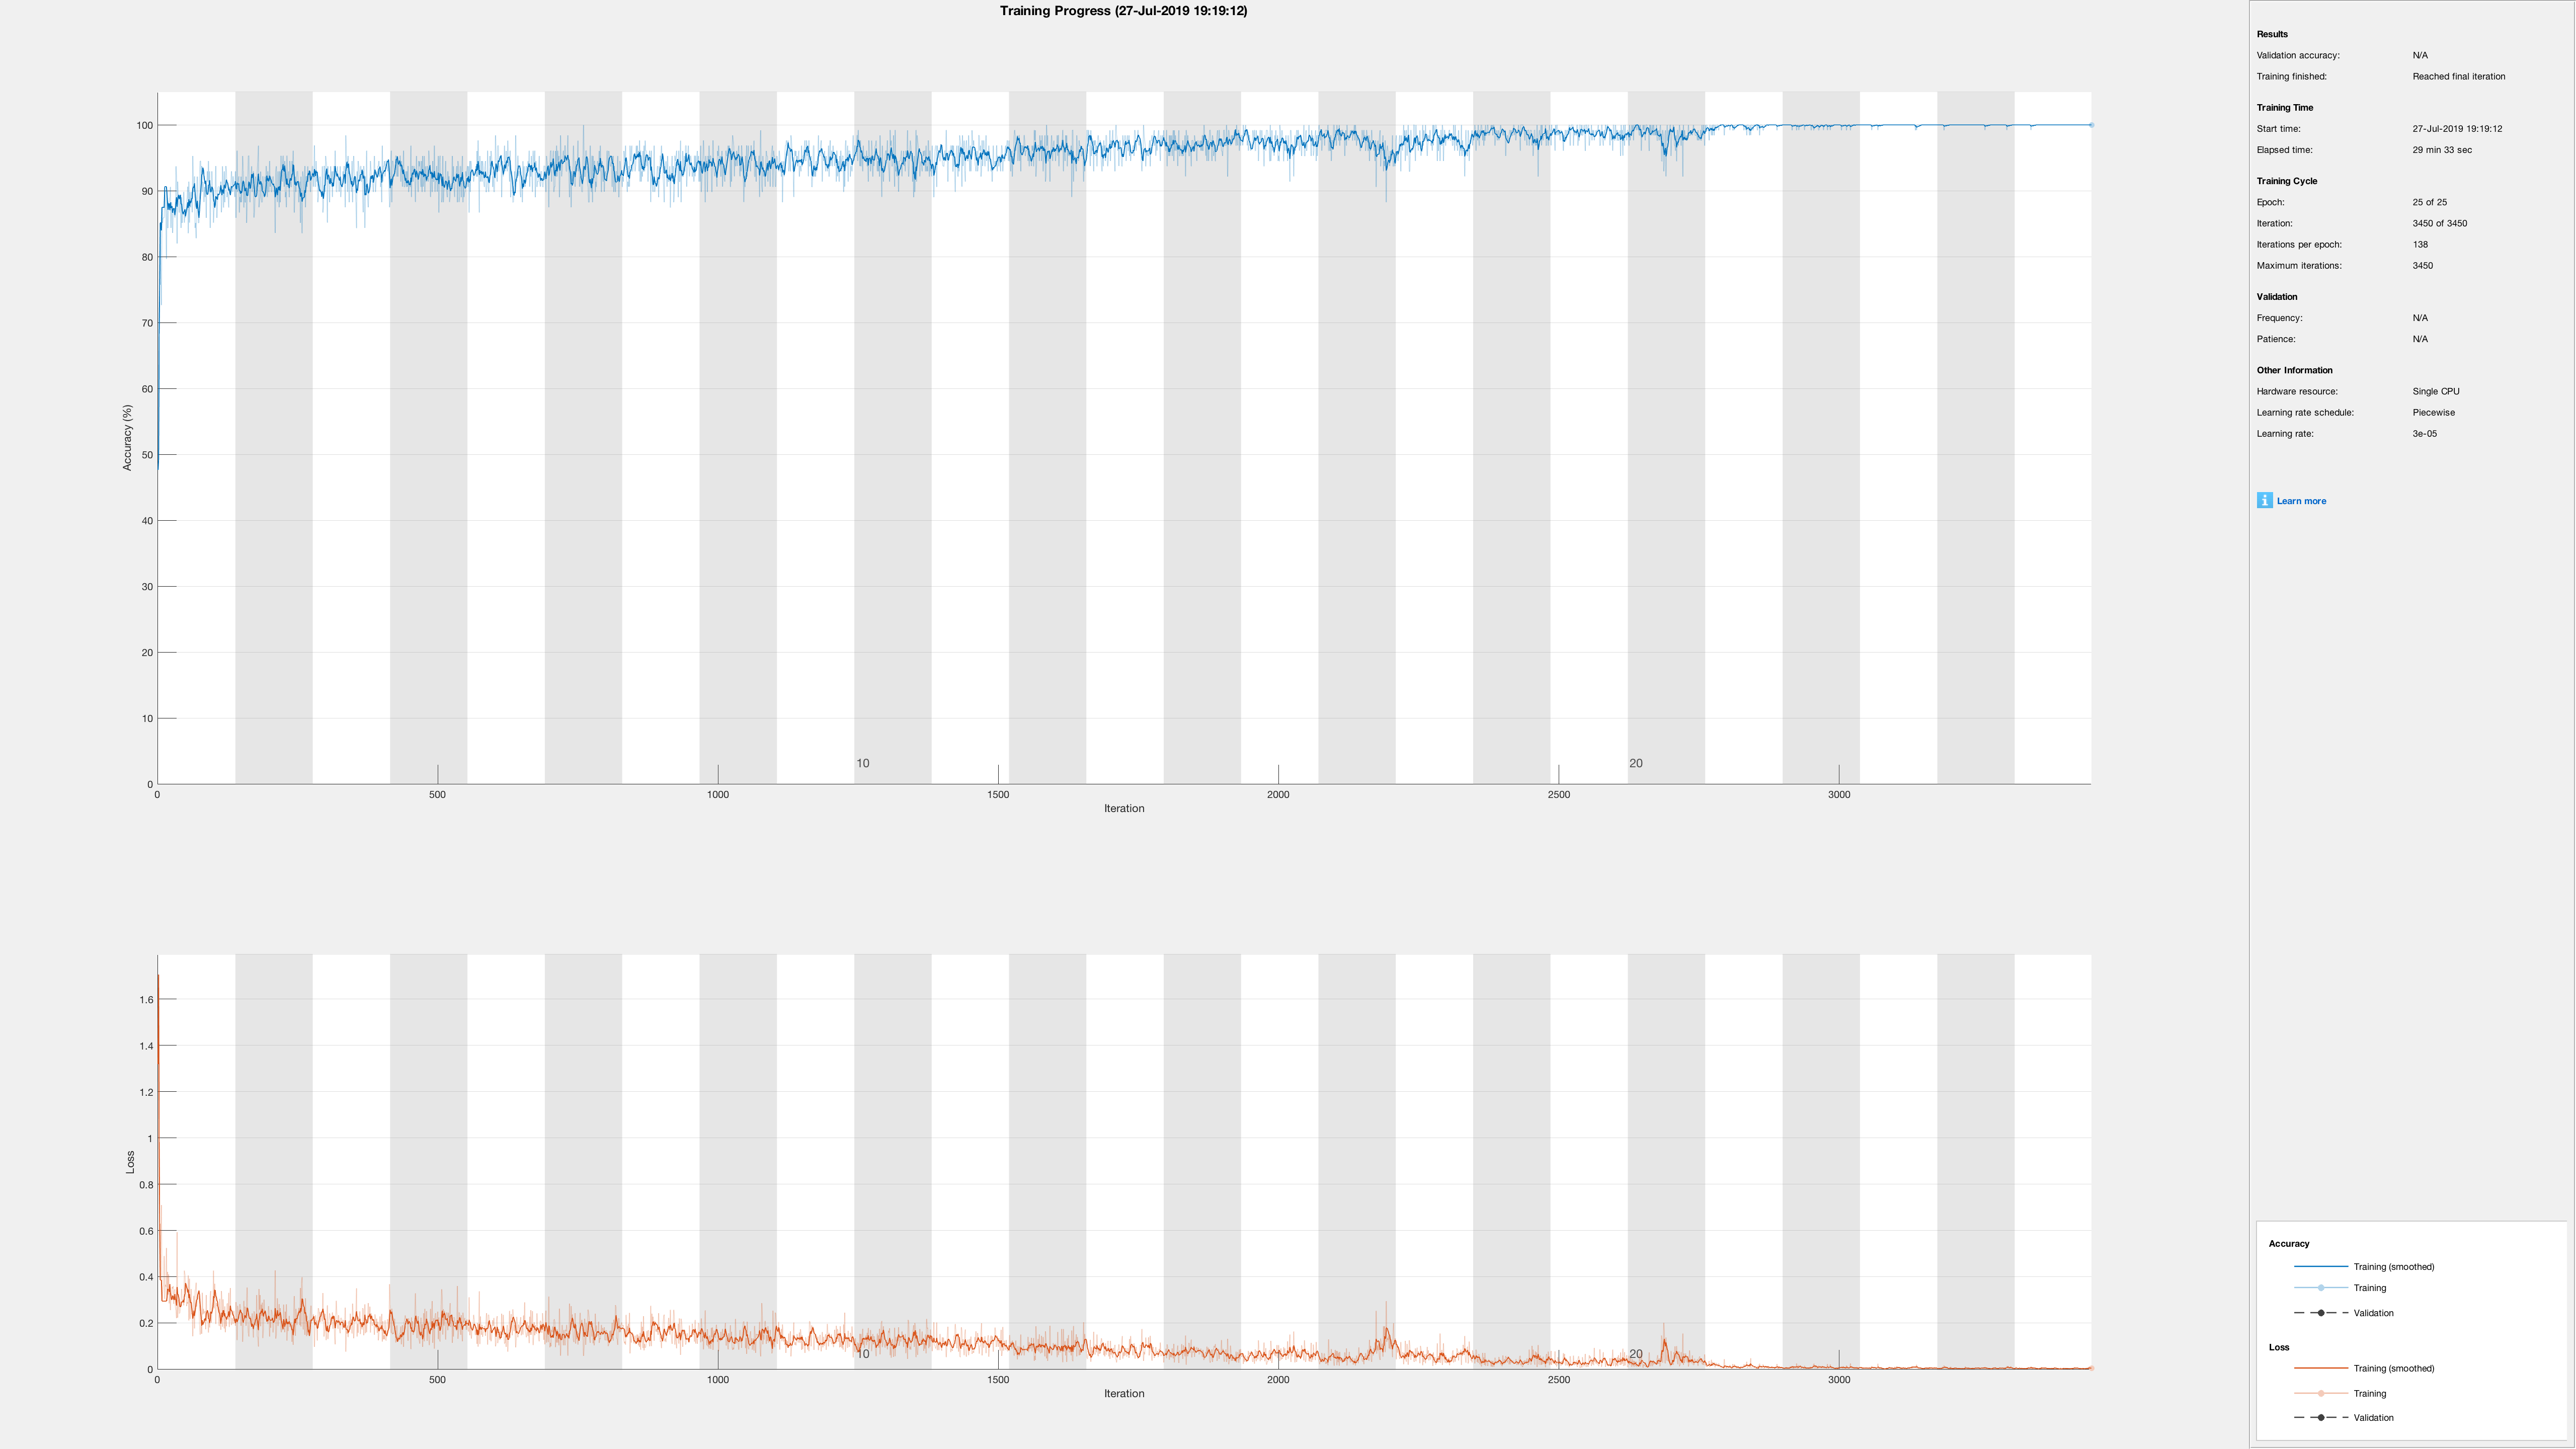 Training Progress (27-Jul-2019 19:19:12)
100
90
80
70
60
50
40
30
20
10
0
Accuracy (%)
10
20
0 500 1000 1500 2000 2500 3000
Iteration
1.6
1.4
1.2
1
0.8
0.6
0.4
0.2
0
Loss
10
20
0 500 1000 1500 2000 2500 3000
Iteration
Results
Validation accuracy: N/A
Training finished: Reached final iteration
Training Time
Start time: 27-Jul-2019 19:19:12
Elapsed time: 29 min 33 sec
Training Cycle
Epoch: 25 of 25
Iteration: 3450 of 3450
Iterations per epoch: 138
Maximum iterations: 3450
Validation
Frequency: N/A
Patience: N/A
Other Information
Hardware resource: Single CPU
Learning rate schedule: Piecewise
Learning rate: 3e-05
i Learn more
Accuracy
Training (smoothed)
Training
Validation
Loss
Training (smoothed)
Training
Validation